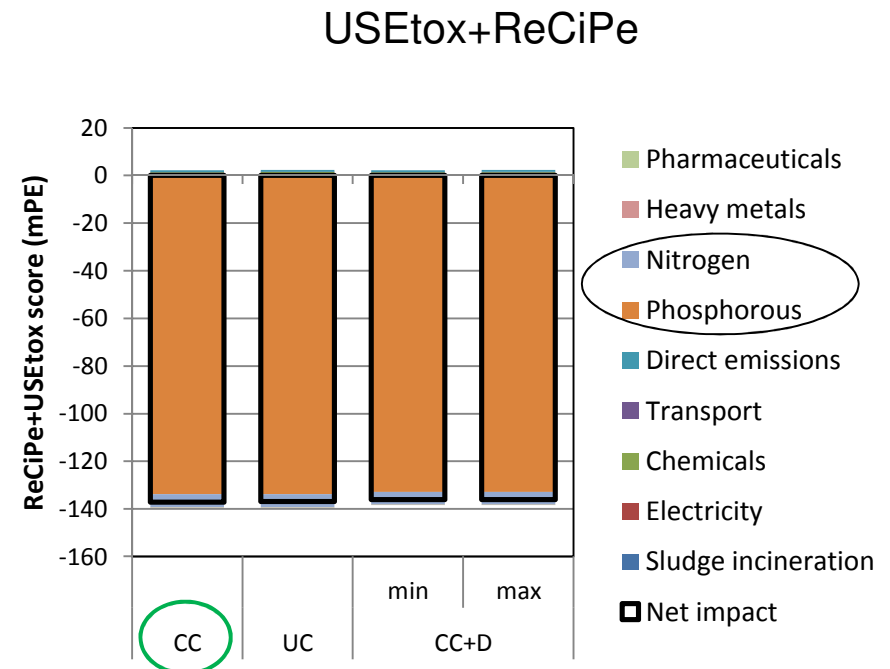 USEtox+ReCiPe
ReCiPe+USEtox score (mPE)
20
0
-20
-40
-60
-80
-100
-120
-140
-160
min
max
CC
UC
CC+D
Pharmaceuticals
Heavy metals
Nitrogen
Phosphorous
Direct emissions
Transport
Chemicals
Electricity
Sludge incineration
Net impact